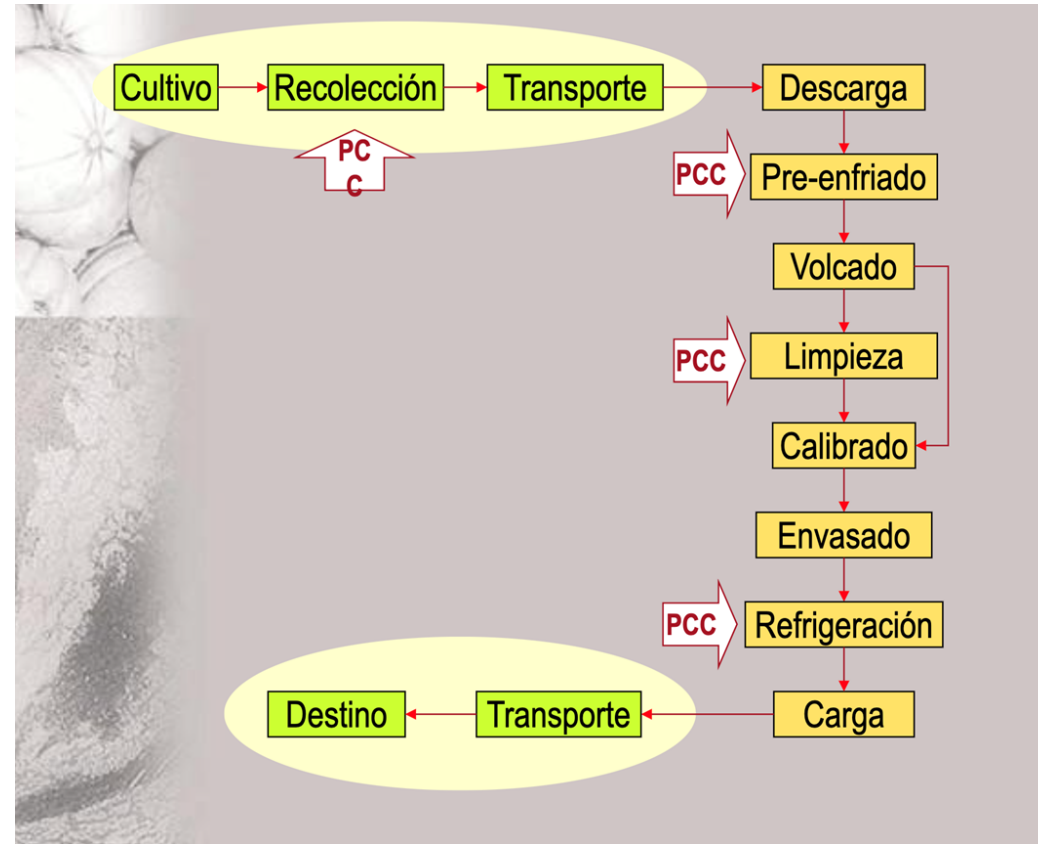 Cultivo
Recolección
Transporte
Descarga
PC
C
PCC
Pre-enfriado
Volcado
PCC
Limpieza
Calibrado
Envasado
PCC
Refrigeración
Destino
Transporte
Carga